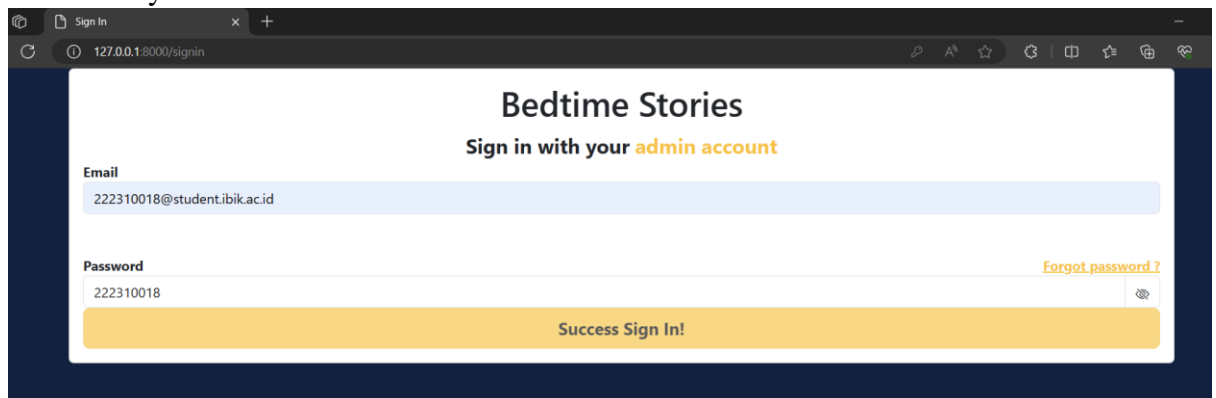 Sign In
127.0.0.1:8000/signin
Bedtime Stories
Sign in with your admin account
Email
222310018@student.ibik.ac.id
Password Forgot password ?
222310018
Success Sign In!